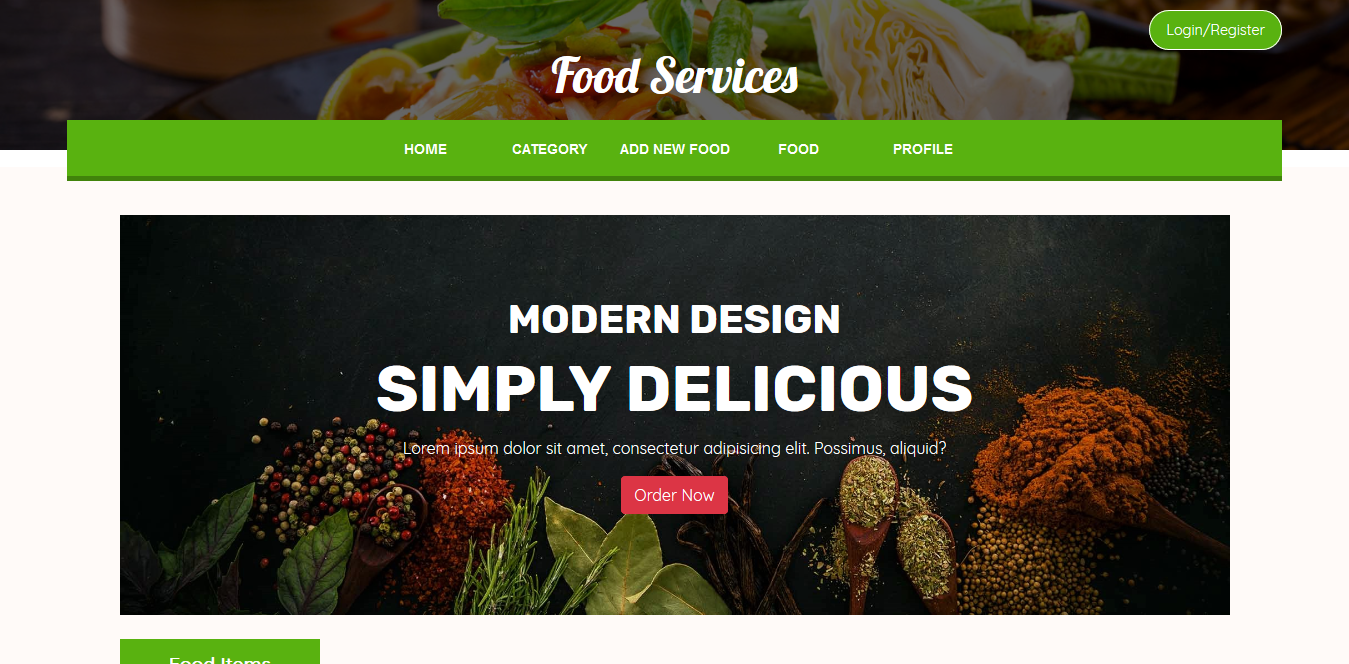 Login/Register
Food Services
HOME CATEGORY ADD NEW FOOD FOOD PROFILE
MODERN DESIGN
SIMPLY DELICIOUS
Lorem ipsum dolor sit amet, consectetur adipisicing elit. Possimus, aliquid?
Order Now
Food Items